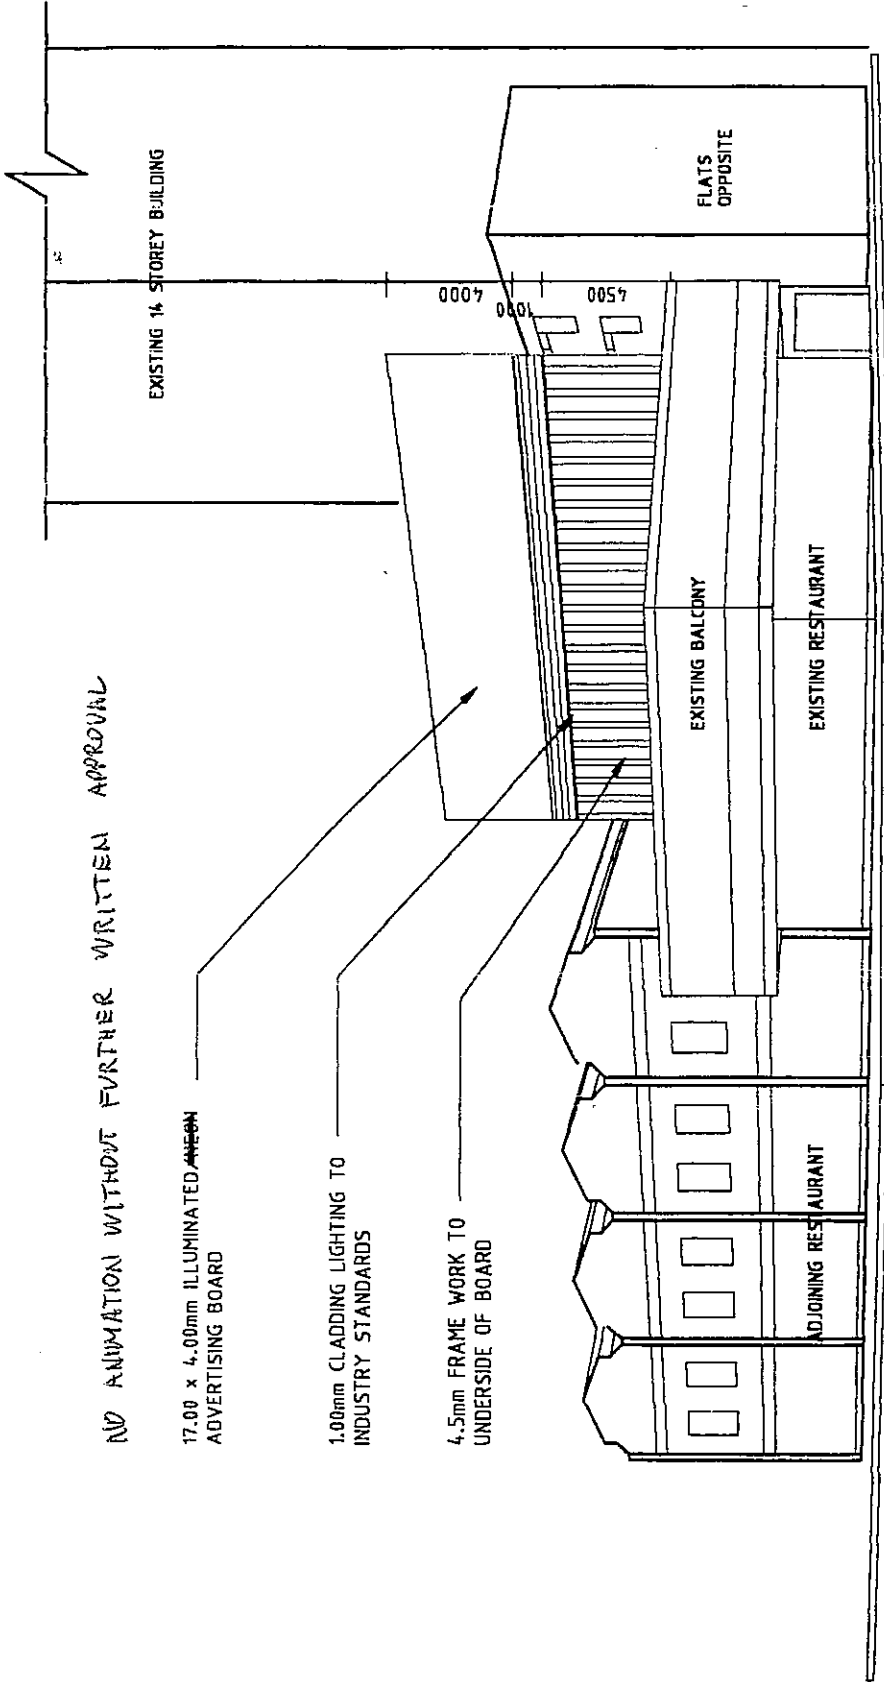 NO ANIMATION WITHOUT FURTHER WRITTEN APPROVAL
17.00 x 4.00mm ILLUMINATED/NEON
ADVERTISING BOARD
1.00mm CLADDING LIGHTING TO
INDUSTRY STANDARDS
4.5mm FRAME WORK TO
UNDERSIDE OF BOARD
EXISTING 14 STOREY BUILDING
4000
1000
4500
FLATS
OPPOSITE
EXISTING BALCONY
EXISTING RESTAURANT
ADJOINING RESTAURANT